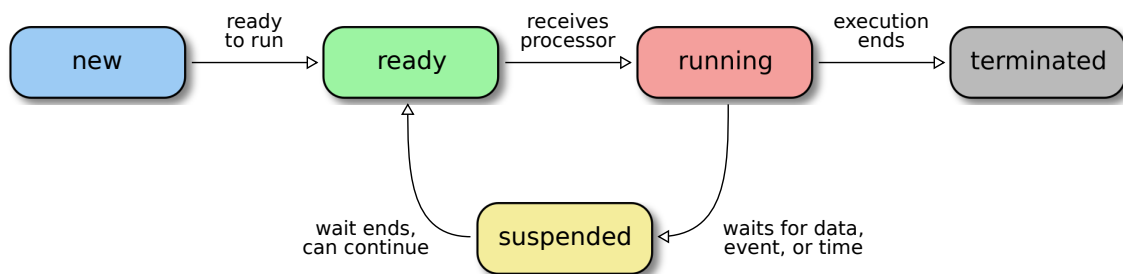 new
ready
to run
ready
receives
processor
running
execution
ends
terminated
wait ends,
can continue
suspended
waits for data,
event, or time